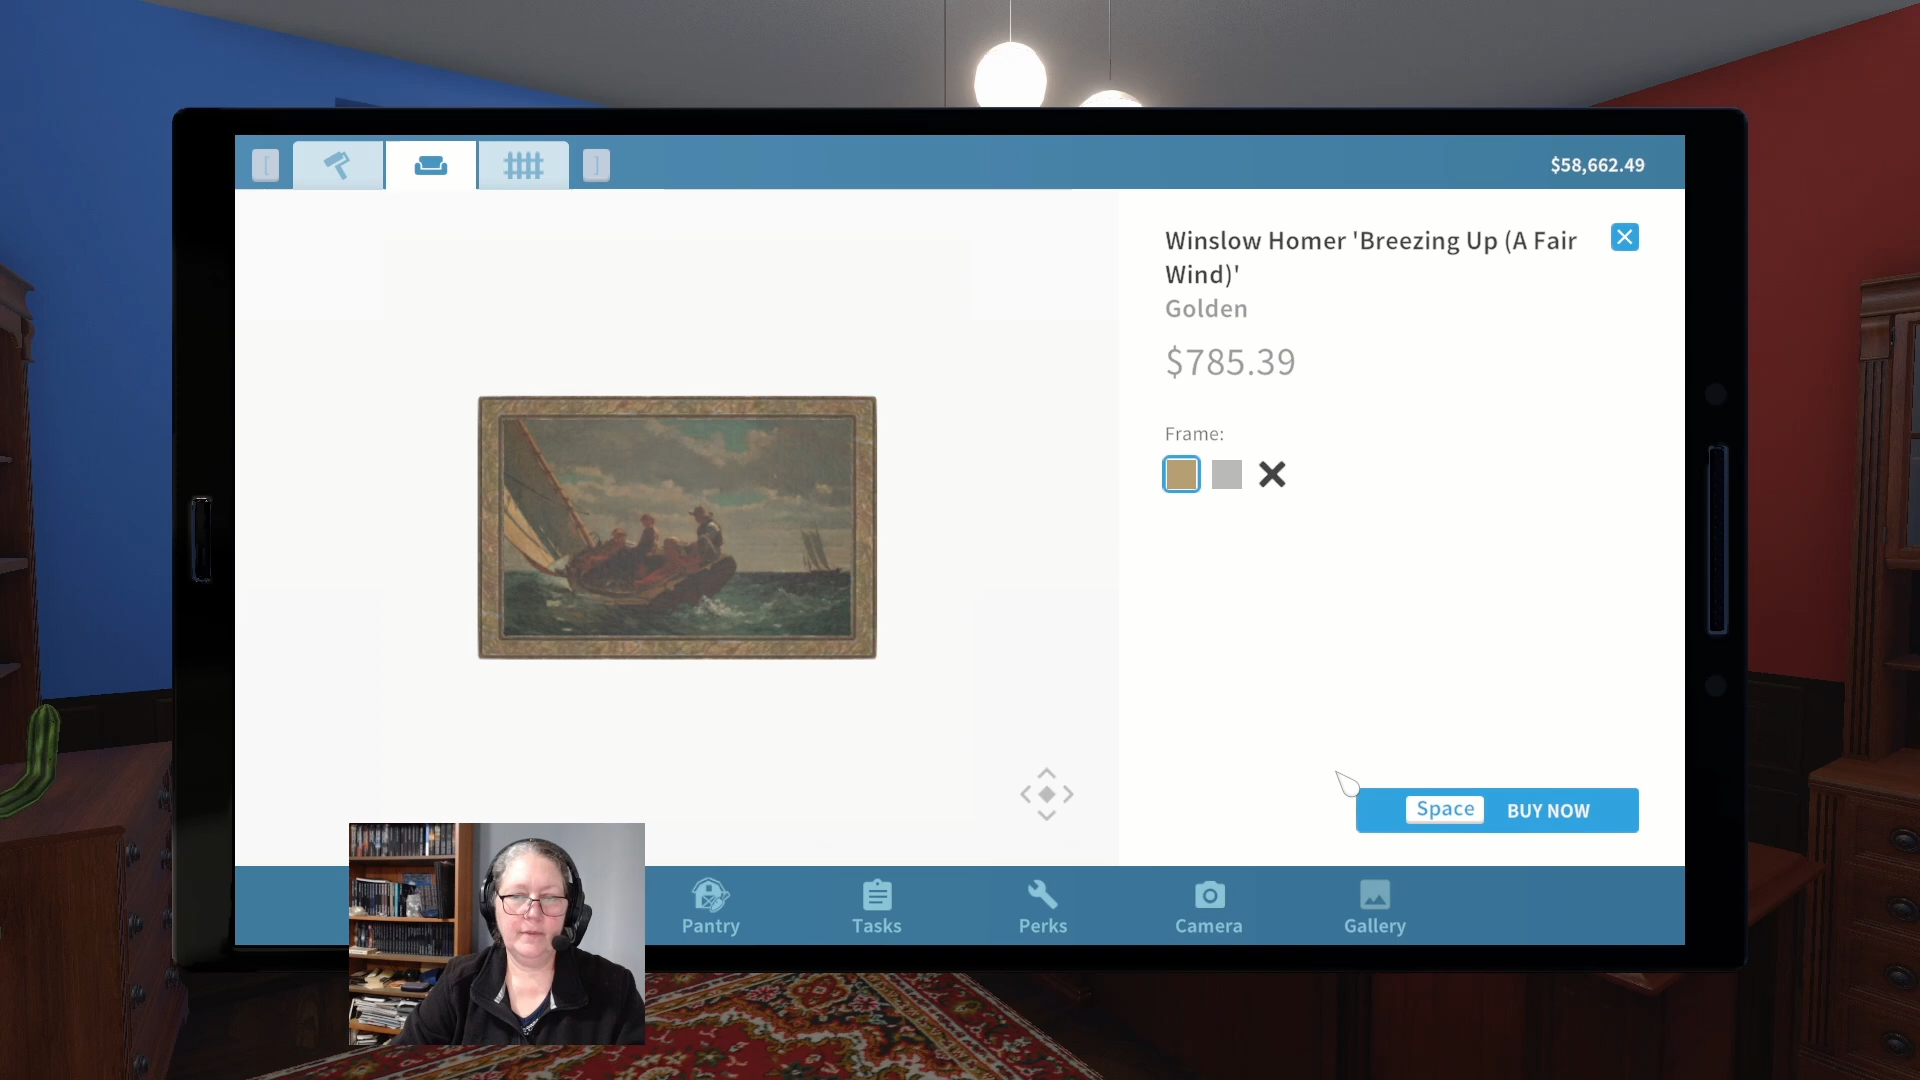 [
]
$58,662.49
Winslow Homer 'Breezing Up (A Fair
Wind)'
Golden
$785.39
Frame:
Space BUY NOW
Pantry
Tasks
Perks
Camera
Gallery